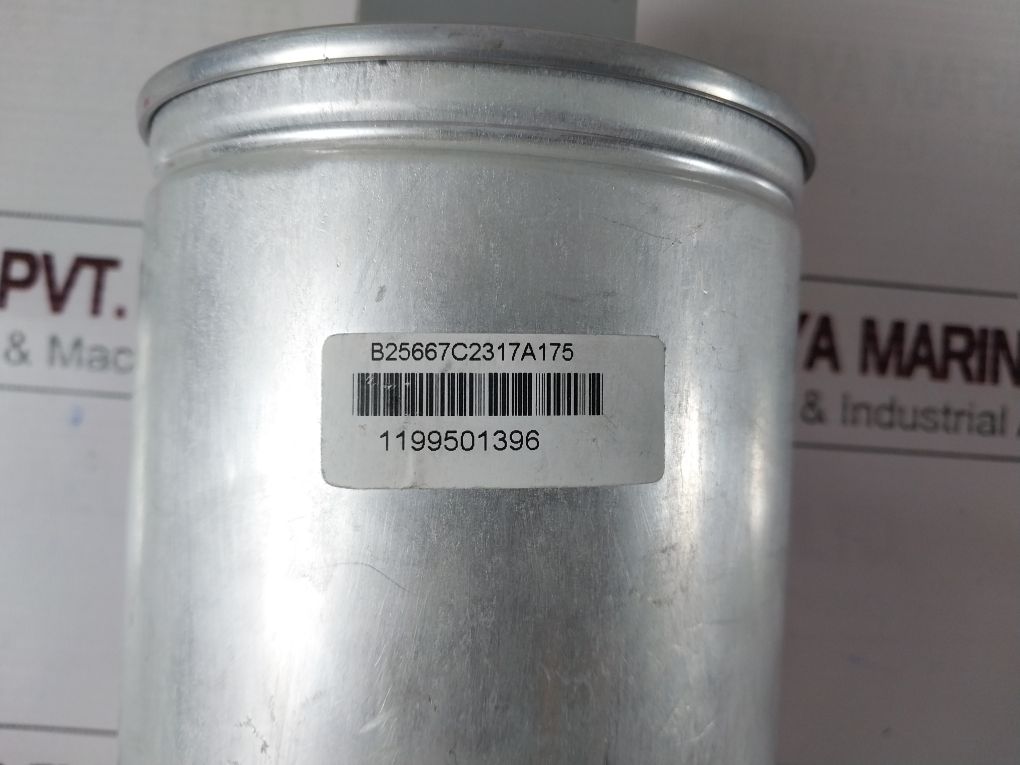 B25667C2317A175
1199501396
PVT.
& Mac
YA MARIN
& Industrial